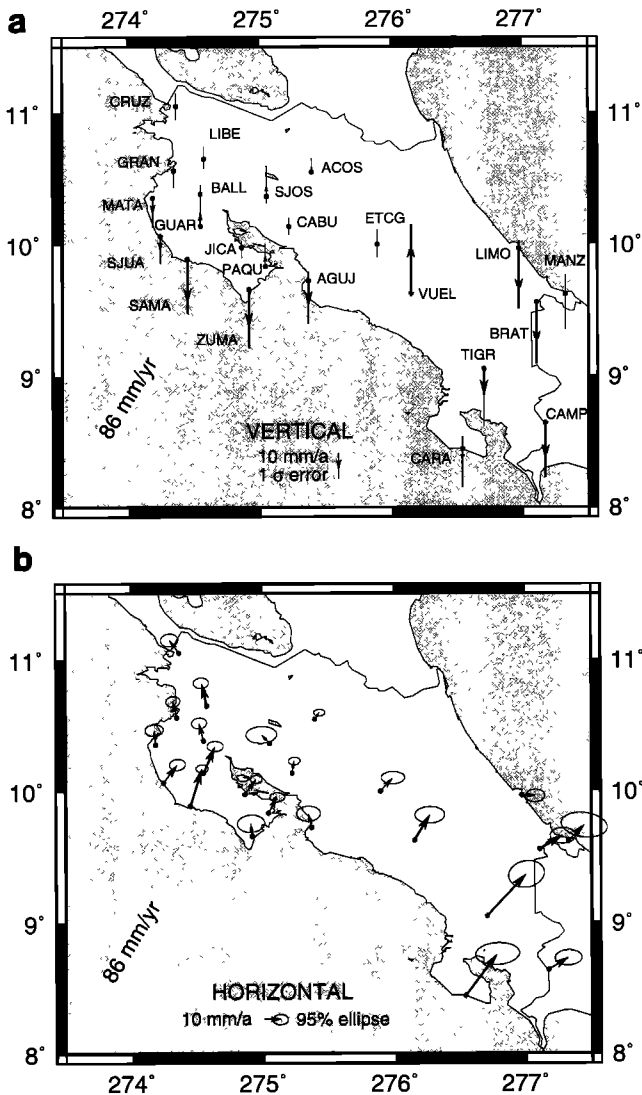 a
274° 275° 276° 277°
11°
11°
CRUZ
LIBE
GRAN
ACOS
BALL
SJOS
MATA
GUAR
CABU
ETCG
10°
10°
JICA
LIMO
MANZ
SJUA
PAQU
AGUJ
VUEL
SAMA
ZUMA
BRAT
TIGR
9°
9°
86 mm/yr
CAMP
VERTICAL
CARA
10 mm/a
1 σ error
8°
8°
b
11°
11°
10°
10°
9°
9°
86 mm/yr
HORIZONTAL
10 mm/a 95% ellipse
8°
8°
274° 275° 276° 277°